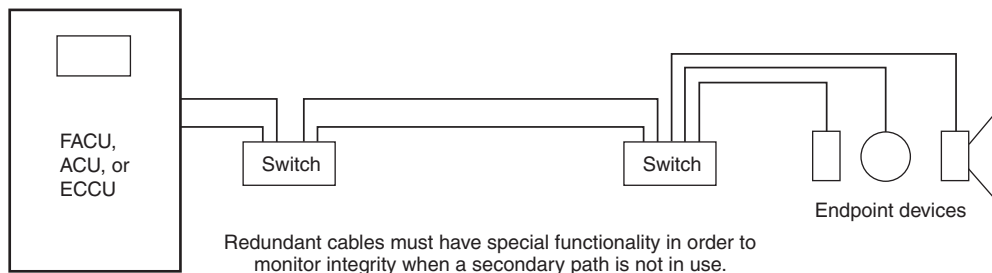 FACU,
ACU, or
ECCU
Switch
Switch
Endpoint devices
Redundant cables must have special functionality in order to
monitor integrity when a secondary path is not in use.